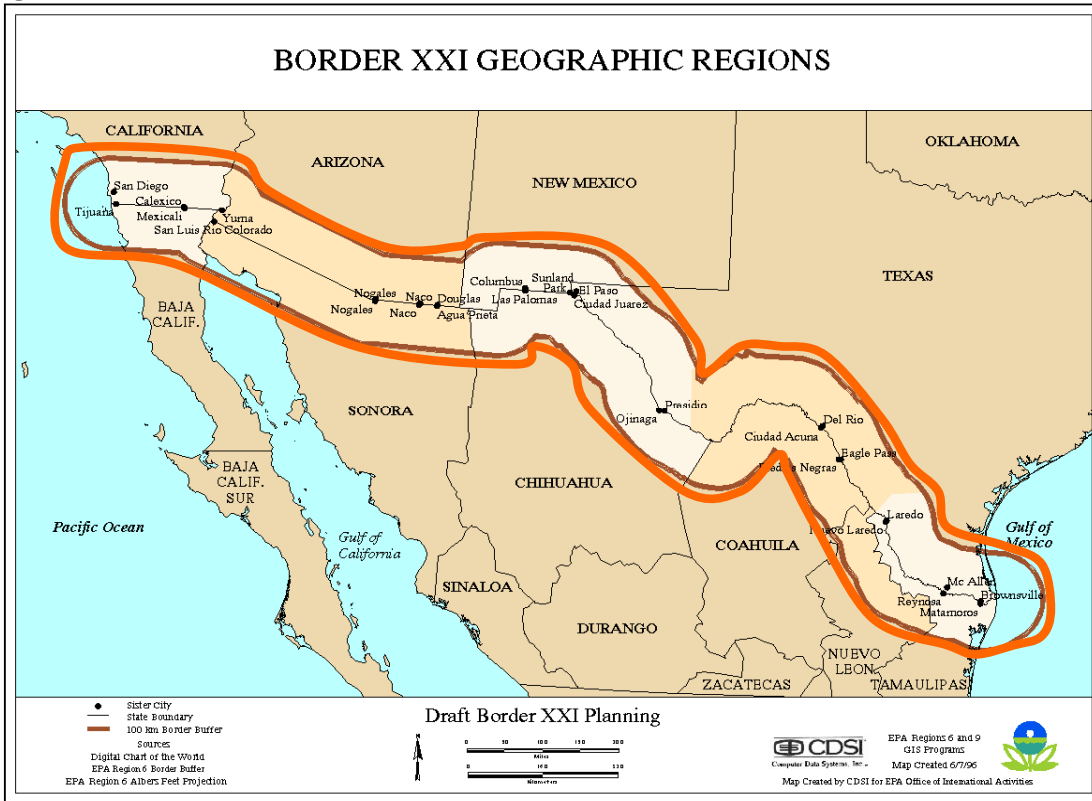 BORDER XXI GEOGRAPHIC REGIONS
CALIFORNIA
ARIZONA
NEW MEXICO
OKLAHOMA
TEXAS
San Diego
Tijuana
Calexico
Mexicali
Yuma
San Luis Rio Colorado
Nogales
Nogales
Naco
Naco
Douglas
Agua Prieta
Columbus
Las Palomas
Sunland
Park
El Paso
Ciudad Juarez
BAJA
CALIF.
SONORA
Presidio
Ojinaga
Del Rio
Ciudad Acuna
Eagle Pass
Negras
BAJA
CALIF.
SUR
CHIHUAHUA
Pacific Ocean
Gulf of
California
COAHUILA
Laredo
Nuevo Laredo
Gulf of
Mexico
SINALOA
DURANGO
Mc Allen
Reynosa
Brownsville
Matamoros
NUEVO
LEON
ZACATECAS
TAMAULIPAS
Sister City
State Boundary
100 km Border Buffer
Sources
Digital Chart of the World
EPA Region 6 Border Buffer
EPA Region 6 Albers Feet Projection
Draft Border XXI Planning
0 50 100 200
Miles
Kilometers
CDSI
Computer Data Systems, Inc.
EPA Regions 6 and 9
GIS Programs
Map Created 6/7/96
Map Created by CDSI for EPA Office of International Activities